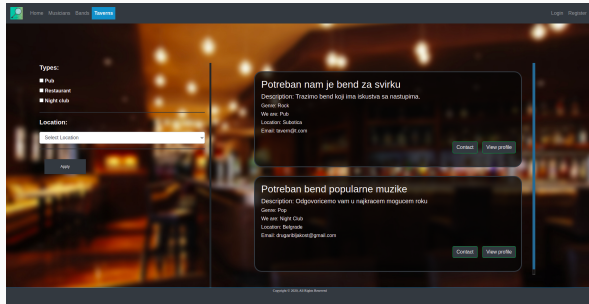 Home Musicians Bands Taverns
Login Register
Types:
Pub
Restaurant
Night club
Location:
Select Location
Apply
Potreban nam je bend za svirku
Description: Trazimo bend koji ima iskustva sa nastupima.
Genre: Rock
We are: Pub
Location: Subotica
Email: tavern@t.com
Contact View profile
Potreban bend popularne muzike
Description: Odgovoricemo vam u najkracem mogucem roku
Genre: Pop
We are: Night Club
Location: Belgrade
Email: drugaribijakost@gmail.com
Contact View profile